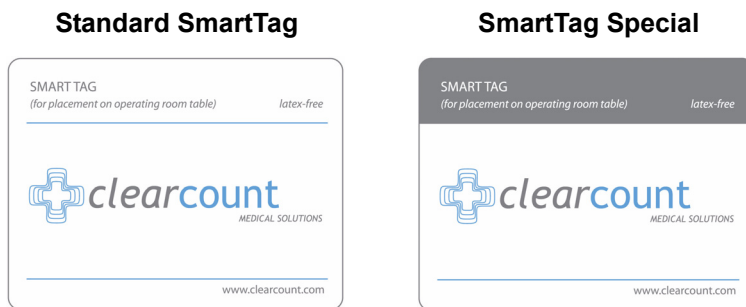 Standard SmartTag
SMART TAG
(for placement on operating room table) latex-free
clearcount
MEDICAL SOLUTIONS
www.clearcount.com
SmartTag Special
SMART TAG
(for placement on operating room table) latex-free
clearcount
MEDICAL SOLUTIONS
www.clearcount.com